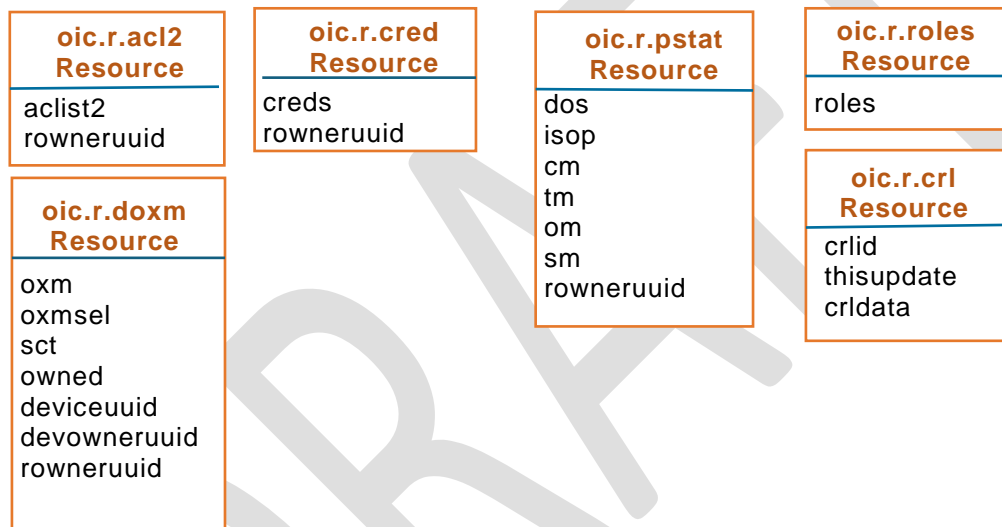 oic.r.acl2
Resource
aclist2
rowneruuid
oic.r.cred
Resource
creds
rowneruuid
oic.r.pstat
Resource
dos
isop
cm
tm
om
sm
rowneruuid
oic.r.roles
Resource
roles
oic.r.doxm
Resource
oxm
oxmsel
sct
owned
deviceuuid
devowneruuid
rowneruuid
oic.r.crl
Resource
crlid
thisupdate
crldata